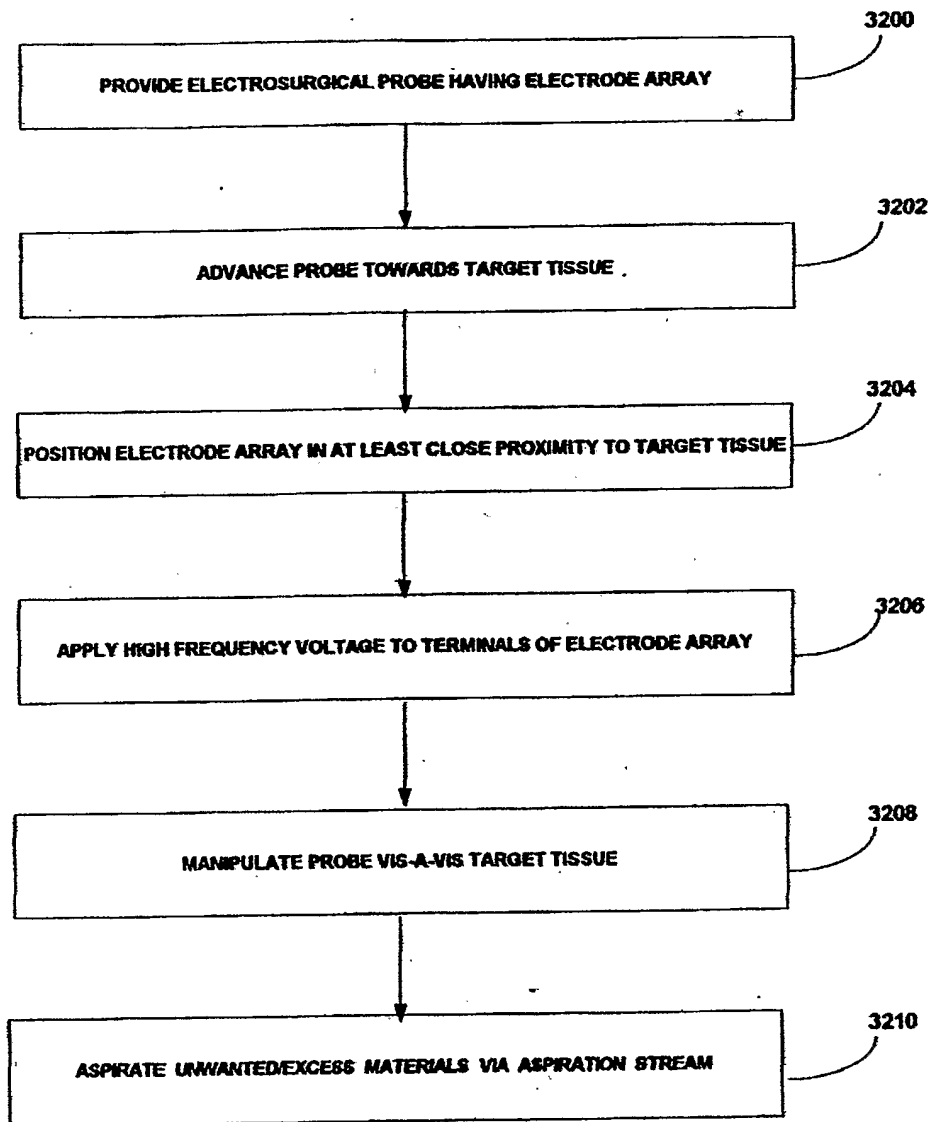 3200
PROVIDE ELECTROSURGICAL PROBE HAVING ELECTRODE ARRAY
3202
ADVANCE PROBE TOWARDS TARGET TISSUE
3204
POSITION ELECTRODE ARRAY IN AT LEAST CLOSE PROXIMITY TO TARGET TISSUE
3206
APPLY HIGH FREQUENCY VOLTAGE TO TERMINALS OF ELECTRODE ARRAY
3208
MANIPULATE PROBE VIS-A-VIS TARGET TISSUE
3210
ASPIRATE UNWANTED/EXCESS MATERIALS VIA ASPIRATION STREAM